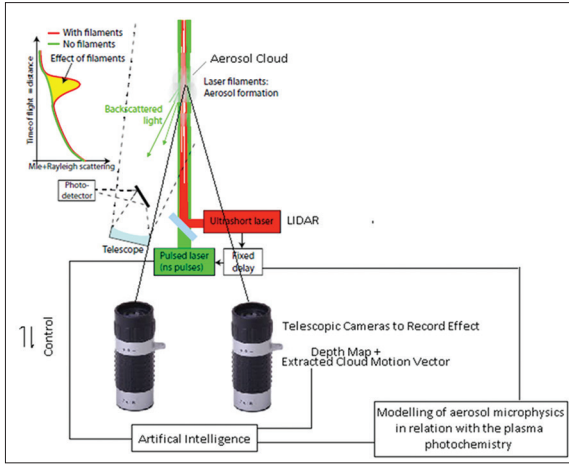 With filaments
No filaments
Effect of filaments
Time of flight = distance
Mie+Rayleigh scattering
Aerosol Cloud
Laser filaments:
Aerosol formation
Backscattered
light
Photo-
detector
Telescope
Ultrashort laser
LIDAR
Pulsed laser
(ns pulses)
Fixed
delay
Control
Telescopic Cameras to Record Effect
Depth Map +
Extracted Cloud Motion Vector
Artifical Intelligence
Modelling of aerosol microphysics
in relation with the plasma
photochemistry